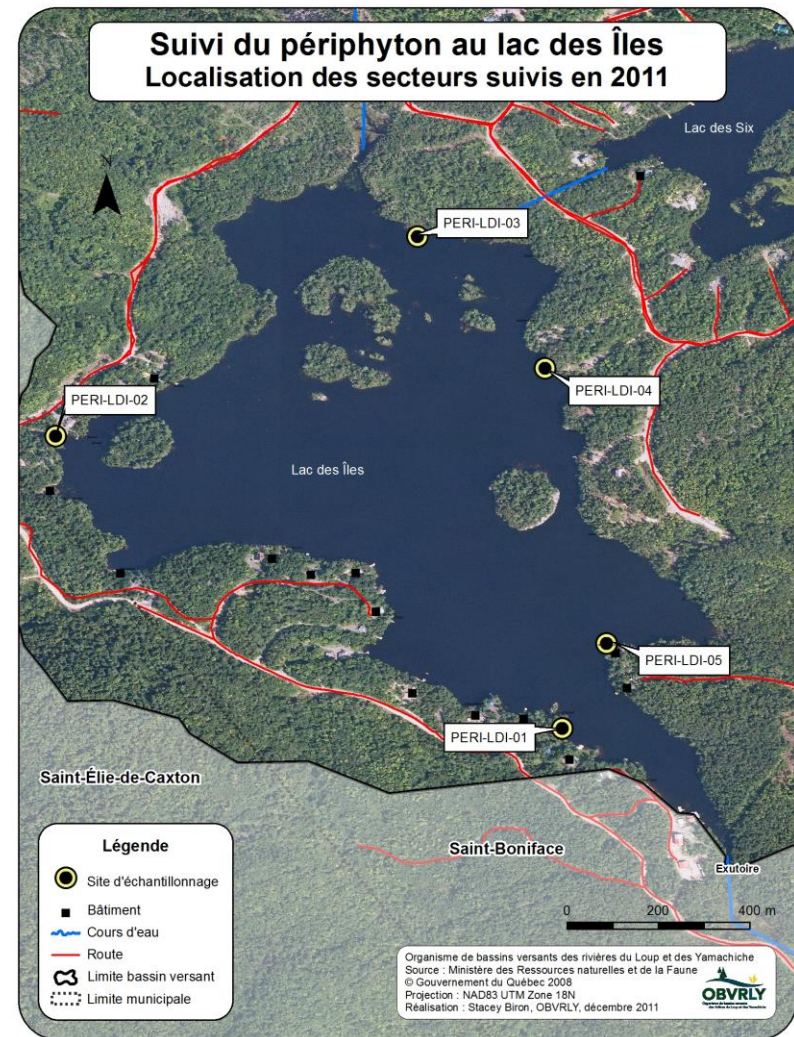 Suivi du périphyton au lac des Îles
Localisation des secteurs suivis en 2011
Lac des Six
N
PERI-LDI-03
PERI-LDI-04
PERI-LDI-02
Lac des Îles
PERI-LDI-05
PERI-LDI-01
Saint-Élie-de-Caxton
Saint-Boniface
Exutoire
Légende
Site d'échantillonnage
Bâtiment
Cours d'eau
Route
Limite bassin versant
Limite municipale
0 200 400 m
Organisme de bassins versants des rivières du Loup et des Yamachiche
Source : Ministère des Ressources naturelles et de la Faune
© Gouvernement du Québec 2008
Projection : NAD83 UTM Zone 18N
Réalisation : Stacey Biron, OBVRLY, décembre 2011
OBVRLY